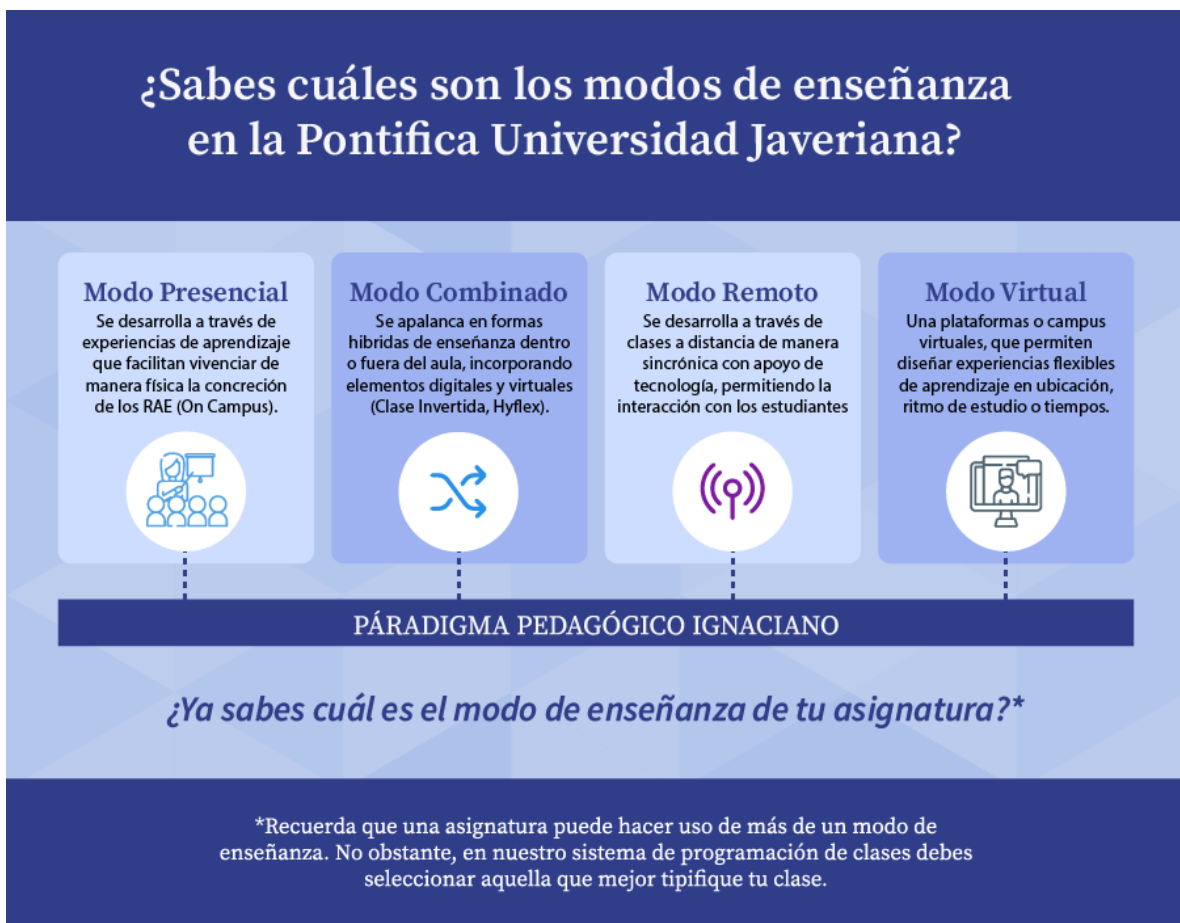 ¿Sabes cuáles son los modos de enseñanza
en la Pontifica Universidad Javeriana?
Modo Presencial
Se desarrolla a través de
experiencias de aprendizaje
que facilitan vivenciar de
manera física la concreción
de los RAE (On Campus).
Modo Combinado
Se apalanca en formas
hibridas de enseñanza dentro
o fuera del aula, incorporando
elementos digitales y virtuales
(Clase Invertida, Hyflex).
Modo Remoto
Se desarrolla a través de
clases a distancia de manera
sincrónica con apoyo de
tecnología, permitiendo la
interacción con los estudiantes
Modo Virtual
Una plataformas o campus
virtuales, que permiten
diseñar experiencias flexibles
de aprendizaje en ubicación,
ritmo de estudio o tiempos.
PÁRADIGMA PEDAGÓGICO IGNACIANO
¿Ya sabes cuál es el modo de enseñanza de tu asignatura?*
*Recuerda que una asignatura puede hacer uso de más de un modo de
enseñanza. No obstante, en nuestro sistema de programación de clases debes
seleccionar aquella que mejor tipifique tu clase.